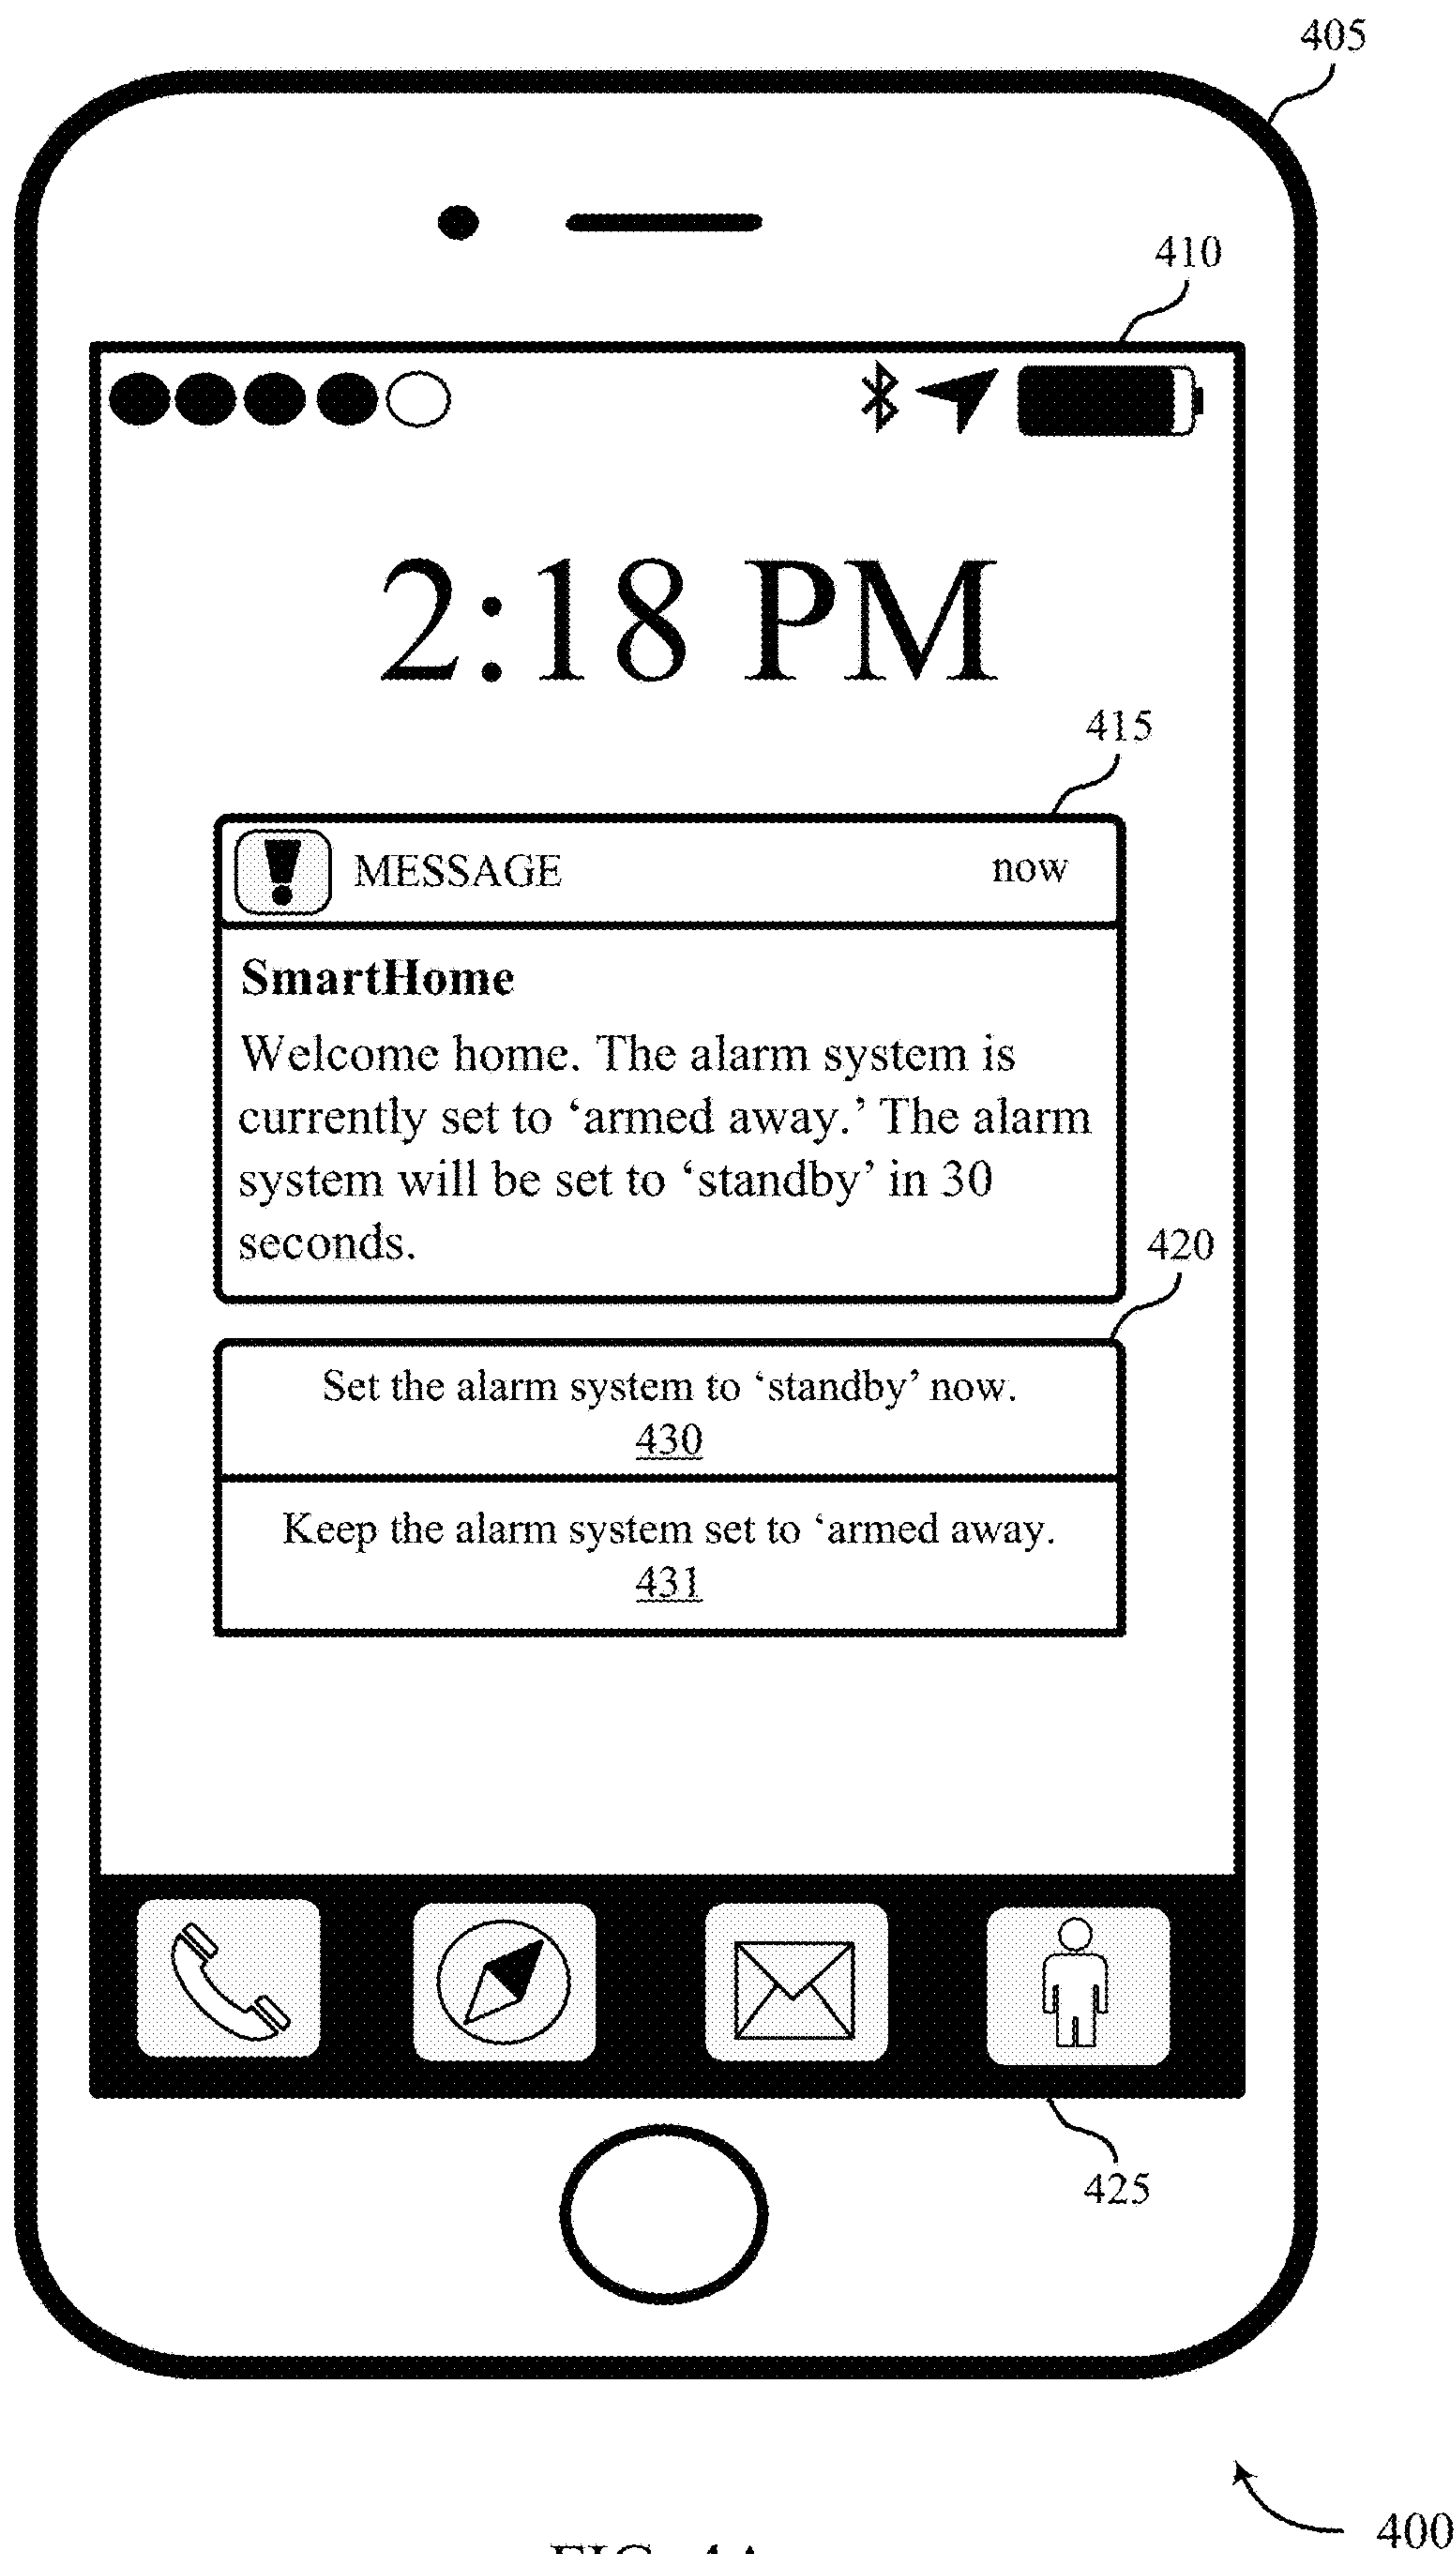 405
410
2:18 PM
415
MESSAGE now
SmartHome
Welcome home. The alarm system is
currently set to ‘armed away.’ The alarm
system will be set to ‘standby’ in 30
seconds.
420
Set the alarm system to ‘standby’ now.
430
Keep the alarm system set to ‘armed away.
431
425
400
FIG. 4A